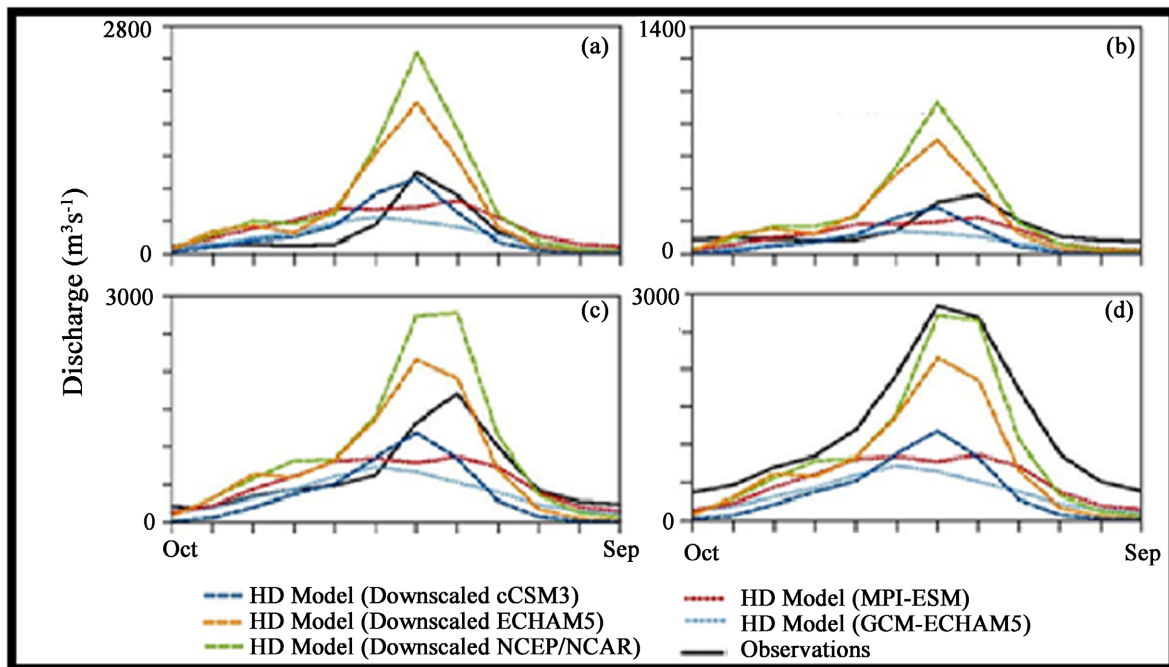 2800
(a)
1400
(b)
0
0
Discharge (m³s⁻¹)
3000
(c)
3000
(d)
0
0
Oct
Sep
Oct
Sep
HD Model (Downscaled cCSM3)
HD Model (Downscaled ECHAM5)
HD Model (Downscaled NCEP/NCAR)
HD Model (MPI-ESM)
HD Model (GCM-ECHAM5)
Observations